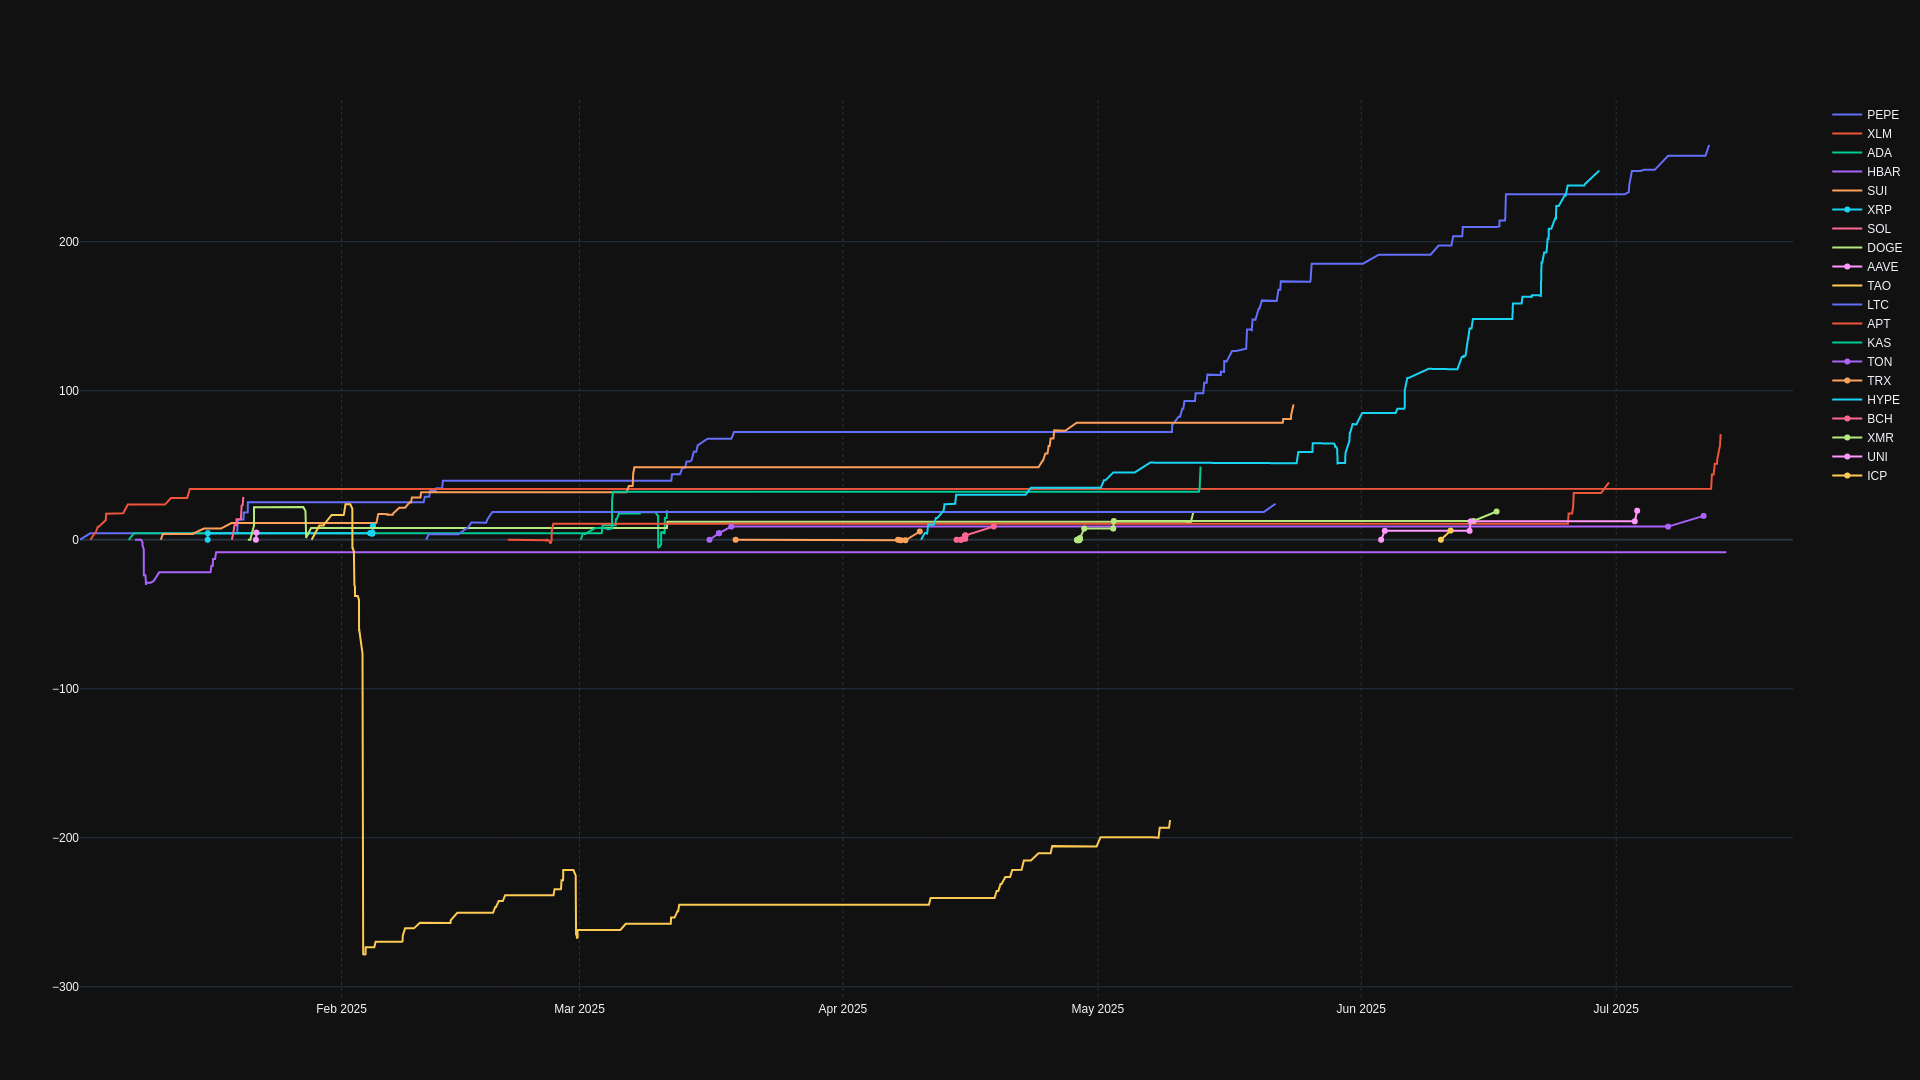 PEPE
XLM
ADA
HBAR
SUI
XRP
SOL
DOGE
AAVE
TAO
LTC
APT
KAS
TON
TRX
HYPE
BCH
XMR
UNI
ICP
200
100
0
−100
−200
−300
Feb 2025 Mar 2025 Apr 2025 May 2025 Jun 2025 Jul 2025